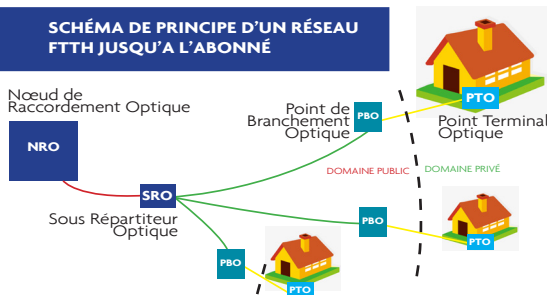 SCHÉMA DE PRINCIPE D'UN RÉSEAU
FTTH JUSQU'A L'ABONNÉ
Nœud de
Raccordement Optique
NRO
SRO
Sous Répartiteur
Optique
Point de
Branchement
Optique
PBO
PTO
Point Terminal
Optique
DOMAINE PUBLIC
DOMAINE PRIVÉ
PBO
PTO
PBO
PTO